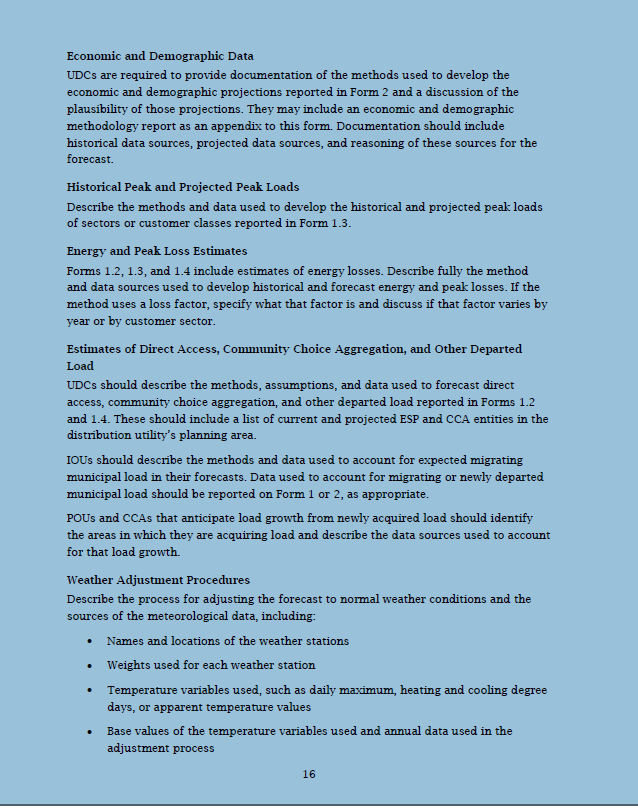 Economic and Demographic Data
UDCs are required to provide documentation of the methods used to develop the
economic and demographic projections reported in Form 2 and a discussion of the
plausibility of those projections. They may include an economic and demographic
methodology report as an appendix to this form. Documentation should include
historical data sources, projected data sources, and reasoning of these sources for the
forecast.
Historical Peak and Projected Peak Loads
Describe the methods and data used to develop the historical and projected peak loads
of sectors or customer classes reported in Form 1.3.
Energy and Peak Loss Estimates
Forms 1.2, 1.3, and 1.4 include estimates of energy losses. Describe fully the method
and data sources used to develop historical and forecast energy and peak losses. If the
method uses a loss factor, specify what that factor is and discuss if that factor varies by
year or by customer sector.
Estimates of Direct Access, Community Choice Aggregation, and Other Departed
Load
UDCs should describe the methods, assumptions, and data used to forecast direct
access, community choice aggregation, and other departed load reported in Forms 1.2
and 1.4. These should include a list of current and projected ESP and CCA entities in the
distribution utility's planning area.
IOUs should describe the methods and data used to account for expected migrating
municipal load in their forecasts. Data used to account for migrating or newly departed
municipal load should be reported on Form 1 or 2, as appropriate.
POUs and CCAs that anticipate load growth from newly acquired load should identify
the areas in which they are acquiring load and describe the data sources used to account
for that load growth.
Weather Adjustment Procedures
Describe the process for adjusting the forecast to normal weather conditions and the
sources of the meteorological data, including:
• Names and locations of the weather stations
• Weights used for each weather station
• Temperature variables used, such as daily maximum, heating and cooling degree
days, or apparent temperature values
• Base values of the temperature variables used and annual data used in the
adjustment process
16